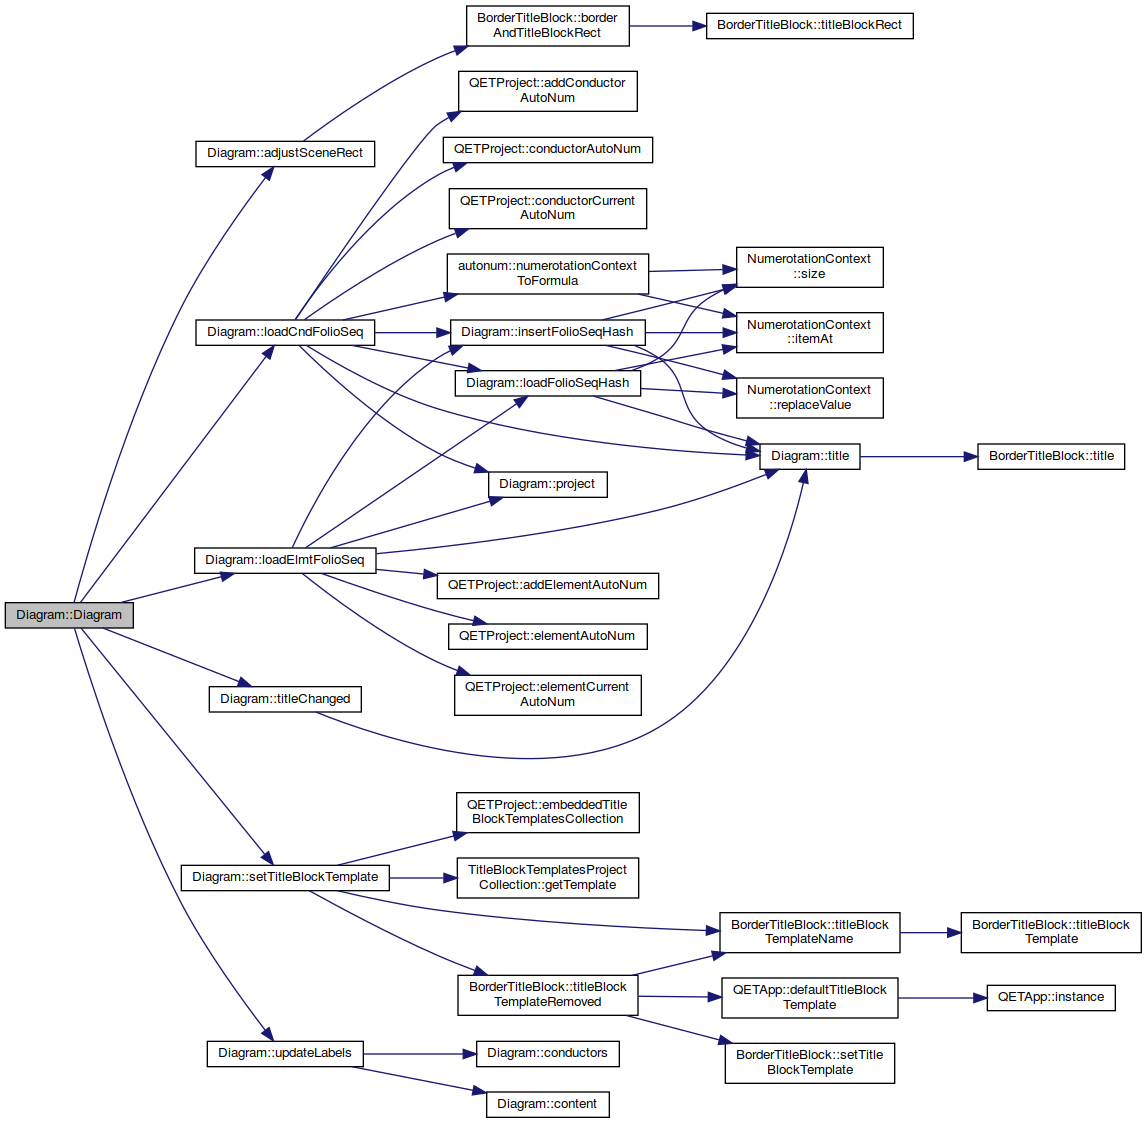 BorderTitleBlock::border
AndTitleBlockRect
BorderTitleBlock::titleBlockRect
QETProject::addConductor
AutoNum
QETProject::conductorAutoNum
Diagram::adjustSceneRect
QETProject::conductorCurrent
AutoNum
autonum::numerotationContext
ToFormula
NumerotationContext
::size
Diagram::loadCndFolioSeq
Diagram::insertFolioSeqHash
NumerotationContext
::itemAt
Diagram::loadFolioSeqHash
NumerotationContext
::replaceValue
Diagram::title
BorderTitleBlock::title
Diagram::project
Diagram::loadElmtFolioSeq
QETProject::addElementAutoNum
Diagram::Diagram
QETProject::elementAutoNum
QETProject::elementCurrent
AutoNum
Diagram::titleChanged
QETProject::embeddedTitle
BlockTemplatesCollection
Diagram::setTitleBlockTemplate
TitleBlockTemplatesProject
Collection::getTemplate
BorderTitleBlock::titleBlock
TemplateName
BorderTitleBlock::titleBlock
Template
BorderTitleBlock::titleBlock
TemplateRemoved
QETApp::defaultTitleBlock
Template
QETApp::instance
Diagram::updateLabels
Diagram::conductors
BorderTitleBlock::setTitle
BlockTemplate
Diagram::content